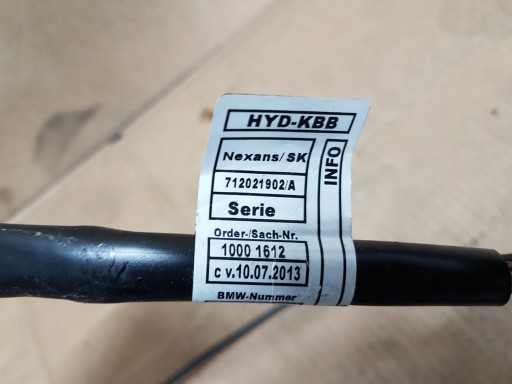 HYD-KBB
Nexans/SK
INFO
712021902/A
Serie
Order-/Sach-Nr.
1000 1612
c v.10.07.2013
BMW-Nummer